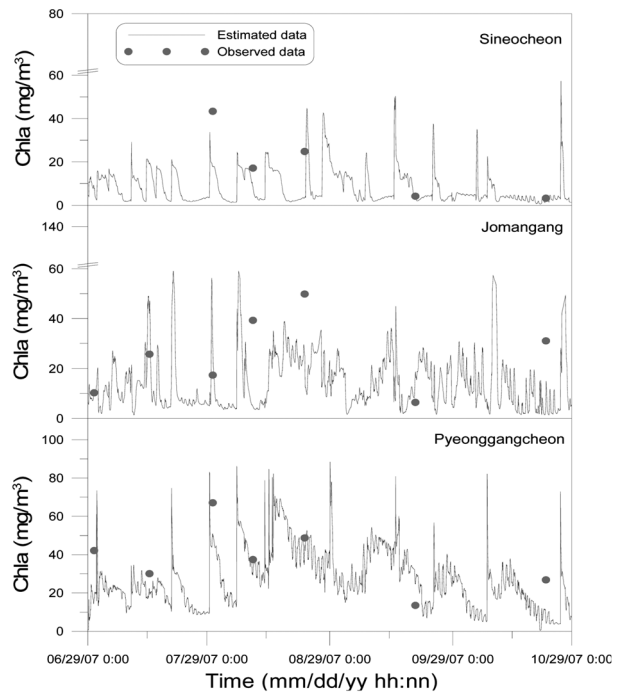 80
Estimated data
Observed data
Sineocheon
60
40
20
0
Chla (mg/m³)
140
Jomangang
60
40
20
0
Chla (mg/m³)
100
Pyeonggangcheon
80
60
40
20
0
Chla (mg/m³)
06/29/07 0:00 07/29/07 0:00 08/29/07 0:00 09/29/07 0:00 10/29/07 0:00
Time (mm/dd/yy hh:nn)